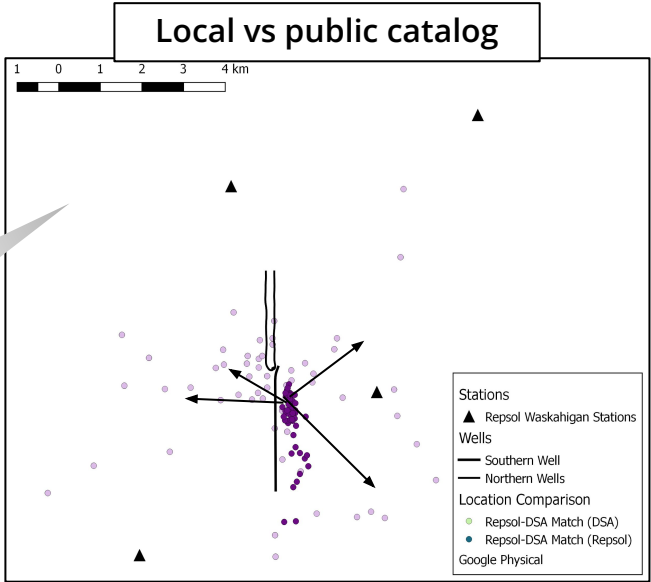 Local vs public catalog
1 0 1 2 3 4 km
Stations
Repsol Waskahigan Stations
Wells
Southern Well
Northern Wells
Location Comparison
Repsol-DSA Match (DSA)
Repsol-DSA Match (Repsol)
Google Physical